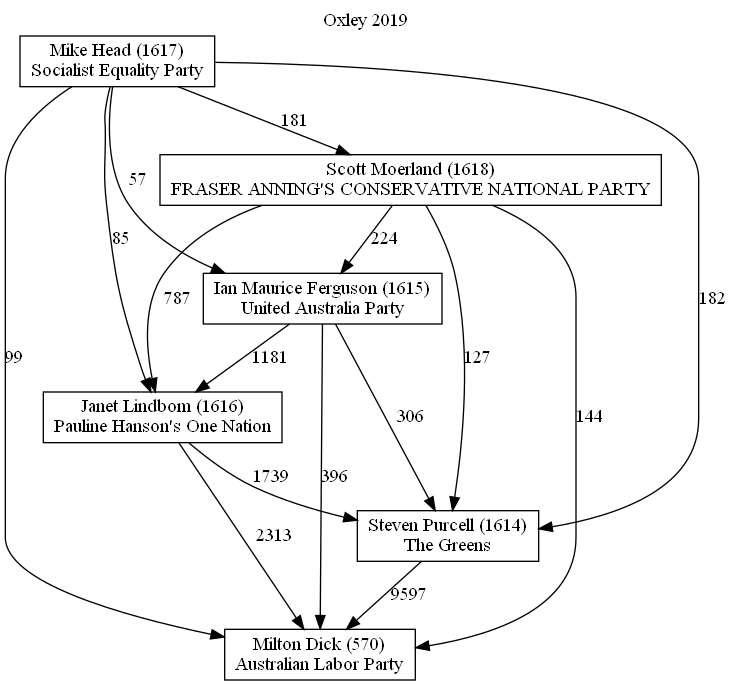 Oxley 2019
Mike Head (1617)
Socialist Equality Party
181
Scott Moerland (1618)
FRASER ANNING'S CONSERVATIVE NATIONAL PARTY
57
85
224
787
182
Ian Maurice Ferguson (1615)
United Australia Party
99
1181
127
Janet Lindbom (1616)
Pauline Hanson's One Nation
306
144
1739
396
2313
Steven Purcell (1614)
The Greens
9597
Milton Dick (570)
Australian Labor Party